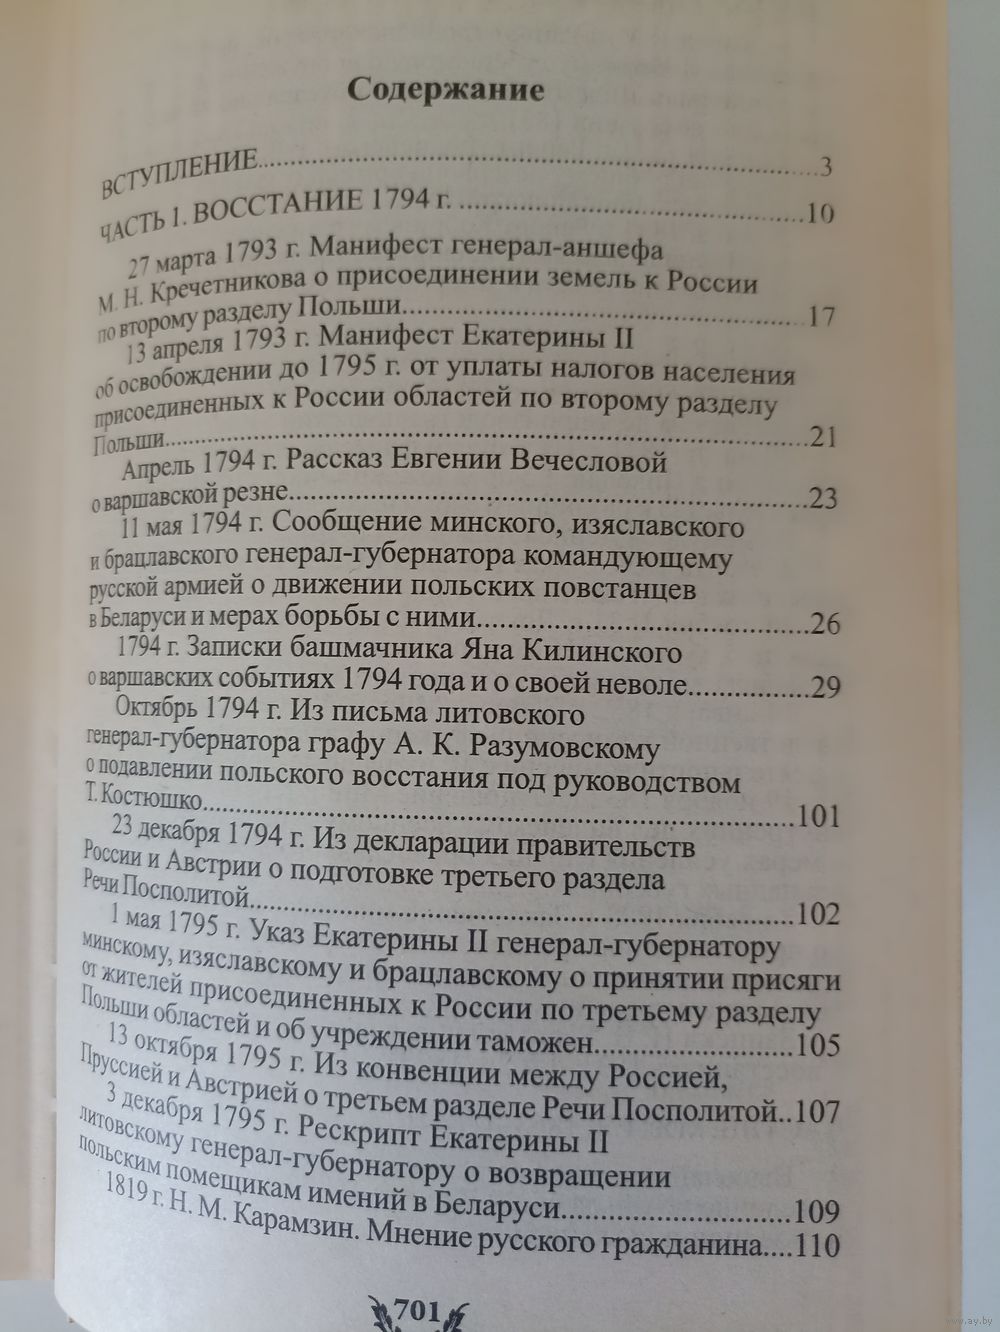 Содержание
ВСТУПЛЕНИЕ........3
ЧАСТЬ 1. ВОССТАНИЕ 1794 г. ........10
27 марта 1793 г. Манифест генерал-аншефа
М. Н. Кречетникова о присоединении земель к России
по второму разделу Польши........17
13 апреля 1793 г. Манифест Екатерины II
об освобождении до 1795 г. от уплаты налогов населения
присоединенных к России областей по второму разделу
Польши........21
Апрель 1794 г. Рассказ Евгении Вечесловой
о варшавской резне........23
11 мая 1794 г. Сообщение минского, изяславского
и брацлавского генерал-губернатора командующему
русской армией о движении польских повстанцев
в Беларуси и мерах борьбы с ними........26
1794 г. Записки башмачника Яна Килинского
о варшавских событиях 1794 года и о своей неволе........29
Октябрь 1794 г. Из письма литовского
генерал-губернатора графу А. К. Разумовскому
о подавлении польского восстания под руководством
Т. Костюшко........101
23 декабря 1794 г. Из декларации правительств
России и Австрии о подготовке третьего раздела
Речи Посполитой........102
1 мая 1795 г. Указ Екатерины II генерал-губернатору
минскому, изяславскому и брацлавскому о принятии присяги
от жителей присоединенных к России по третьему разделу
Польши областей и об учреждении таможен........105
13 октября 1795 г. Из конвенции между Россией,
Пруссией и Австрией о третьем разделе Речи Посполитой..107
3 декабря 1795 г. Рескрипт Екатерины II
литовскому генерал-губернатору о возвращении
польским помещикам имений в Беларуси........109
1819 г. Н. М. Карамзин. Мнение русского гражданина....110
701
www.ay.by